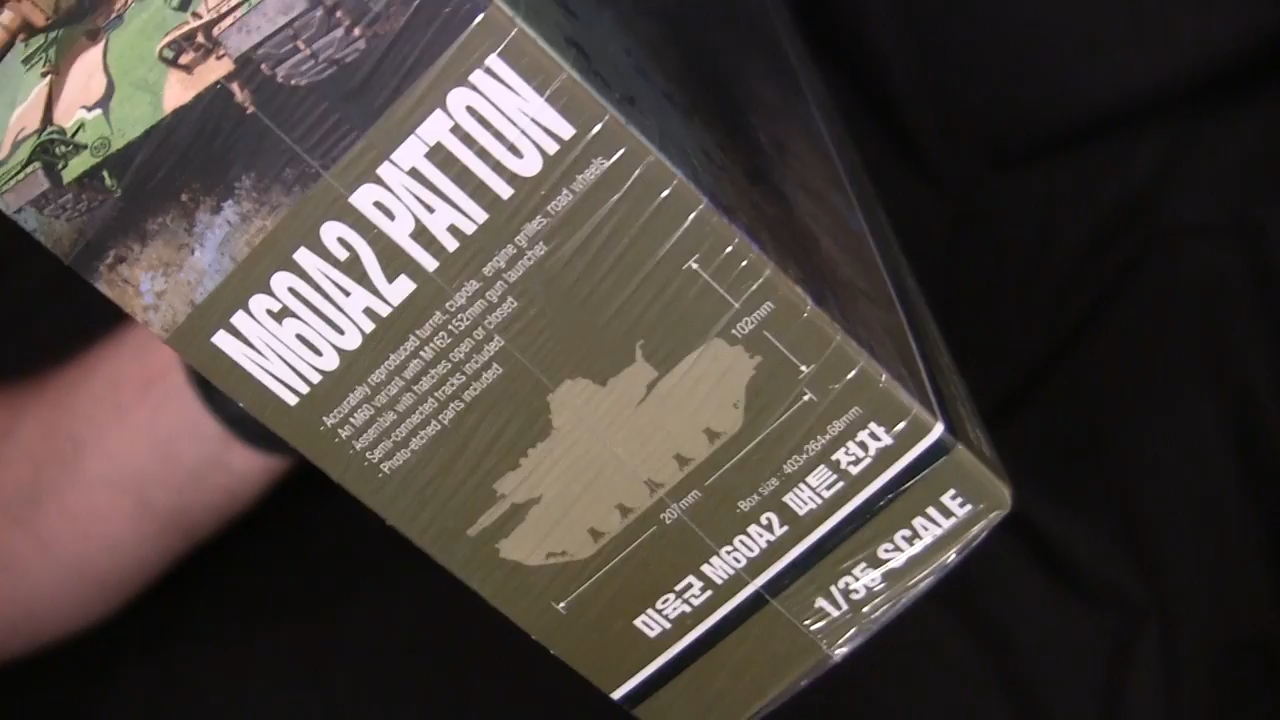 M60A2 PATTON
-Accurately reproduced turret, cupola, engine grilles, road wheels
-An M60 variant with M162 152mm gun launcher
-Assemble with hatches open or closed
-Semi-connected tracks included
-Photo-etched parts included
102mm
207mm
-Box size : 403×264×68mm
미육군 M60A2 패튼 전차
1/35 SCALE